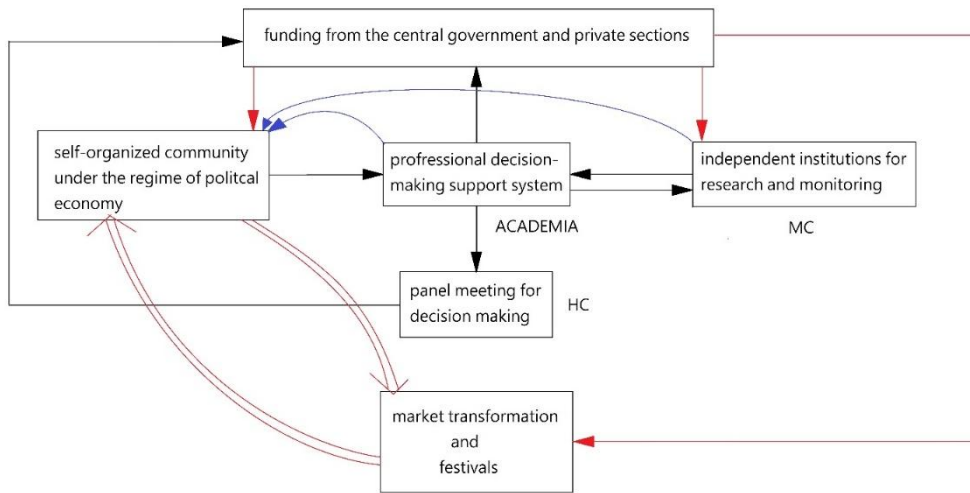 funding from the central government and private sections
self-organized community
under the regime of politcal
economy
profressional decision-
making support system
independent institutions for
research and monitoring
ACADEMIA
MC
panel meeting for
decision making
HC
market transformation
and
festivals